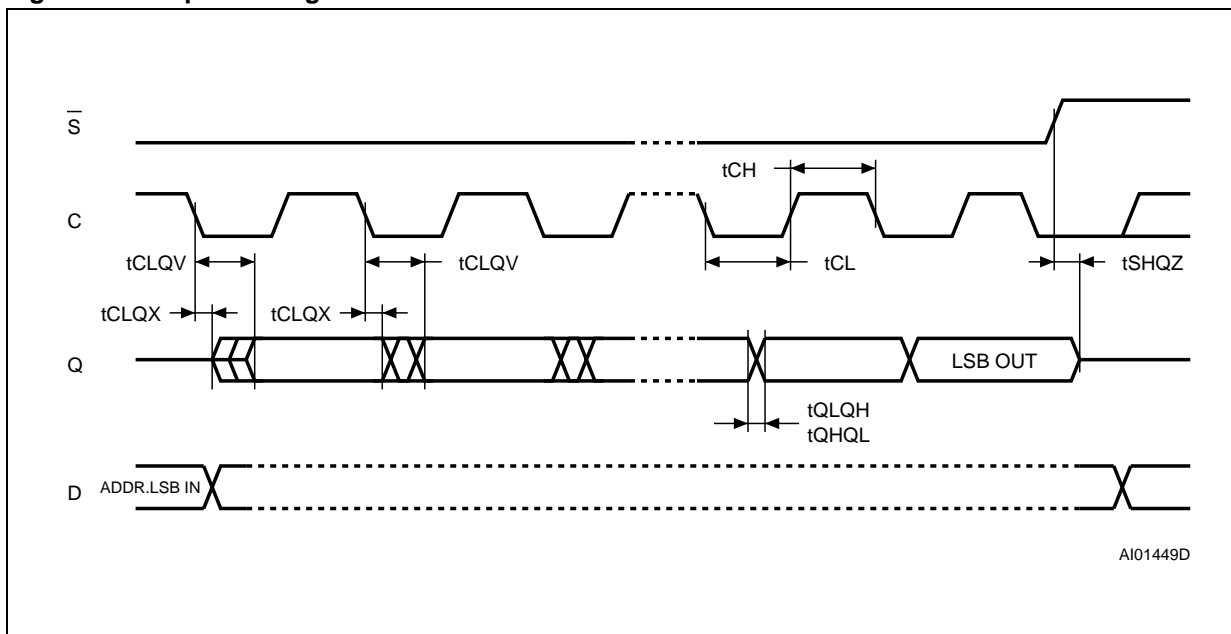 S
tCH
C
tCLQV
tCLQV
tCL
tSHQZ
tCLQX
tCLQX
Q
LSB OUT
tQLQH
tQHQL
D
ADDR.LSB IN
AI01449D